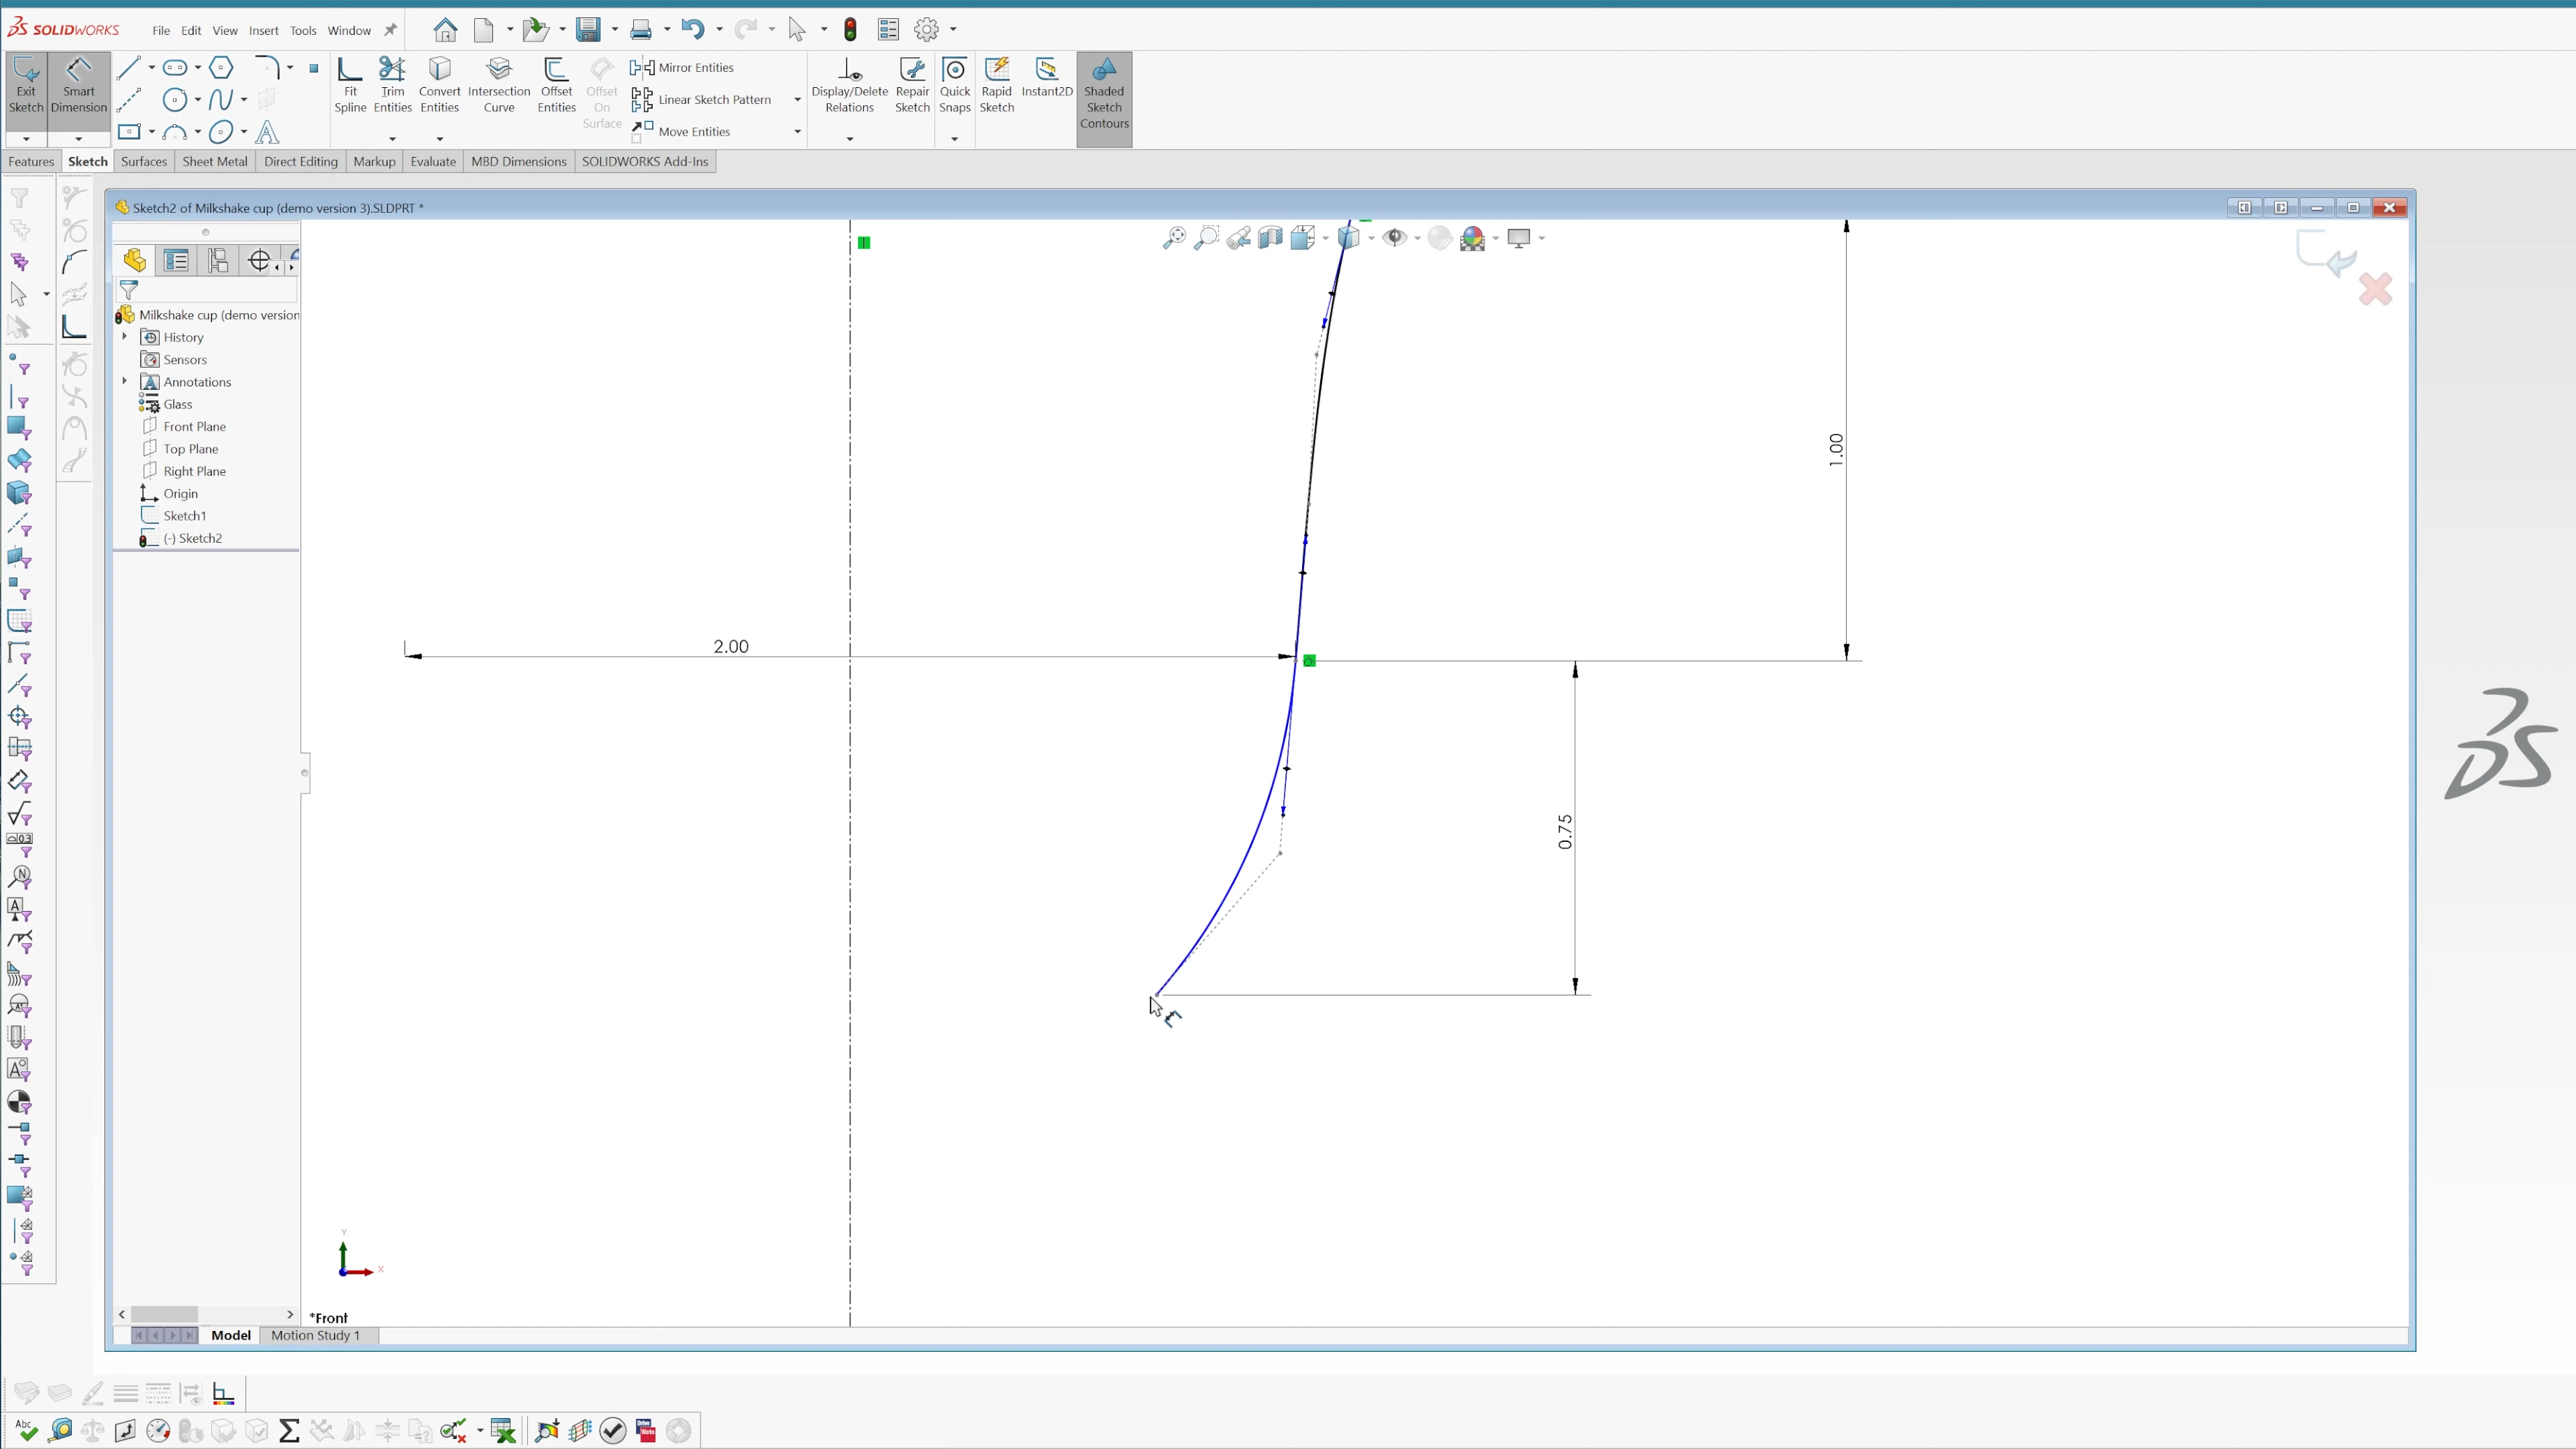 SOLIDWORKS File Edit View Insert Tools Window
Exit Sketch
Smart Dimension
Fit Spline
Trim Entities
Convert Entities
Intersection Curve
Offset Entities
Offset On Surface
Mirror Entities
Linear Sketch Pattern
Move Entities
Display/Delete Relations
Repair Sketch
Quick Snaps
Rapid Sketch
Instant2D
Shaded Sketch Contours
Features Sketch Surfaces Sheet Metal Direct Editing Markup Evaluate MBD Dimensions SOLIDWORKS Add-Ins
Sketch2 of Milkshake cup (demo version 3).SLDPRT *
Milkshake cup (demo version
History
Sensors
Annotations
Glass
Front Plane
Top Plane
Right Plane
Origin
Sketch1
(-) Sketch2
1.00
2.00
0.75
Y
X
*Front
Model Motion Study 1
Abc